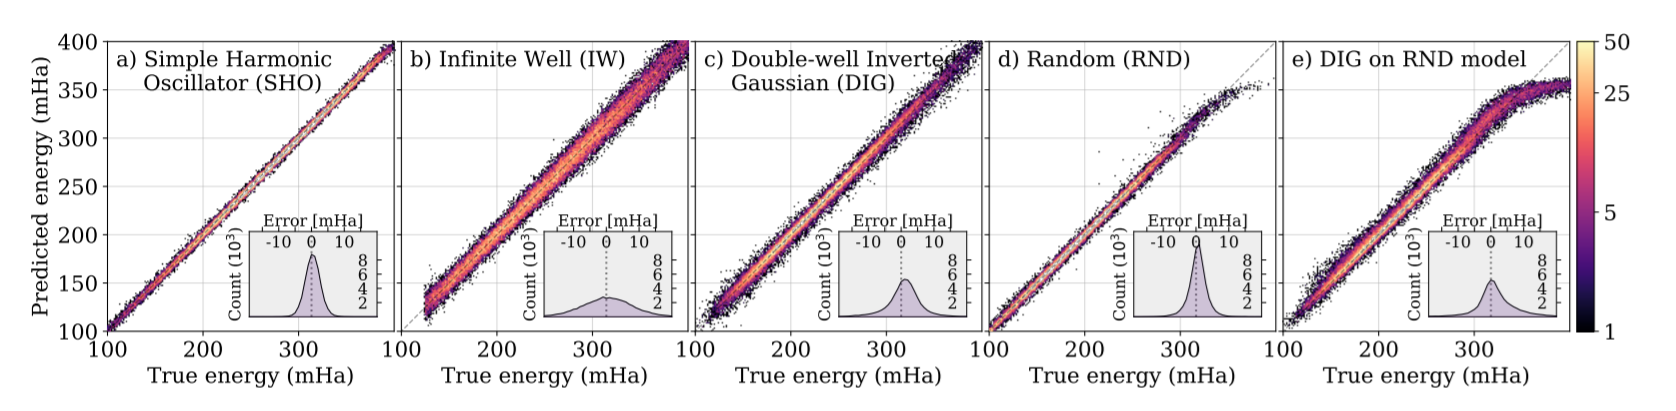 a) Simple Harmonic
Oscillator (SHO)
b) Infinite Well (IW)
c) Double-well Inverted
Gaussian (DIG)
d) Random (RND)
e) DIG on RND model
Predicted energy (mHa)
400
350
300
250
200
150
100
Error [mHa]
-10 0 10
Count (10³)
8
6
4
2
Error [mHa]
-10 0 10
Count (10³)
8
6
4
2
Error [mHa]
-10 0 10
Count (10³)
8
6
4
2
Error [mHa]
-10 0 10
Count (10³)
8
6
4
2
Error [mHa]
-10 0 10
Count (10³)
8
6
4
2
50
25
5
1
100 200 300 100 200 300 100 200 300 100 200 300 100 200 300
True energy (mHa) True energy (mHa) True energy (mHa) True energy (mHa) True energy (mHa)